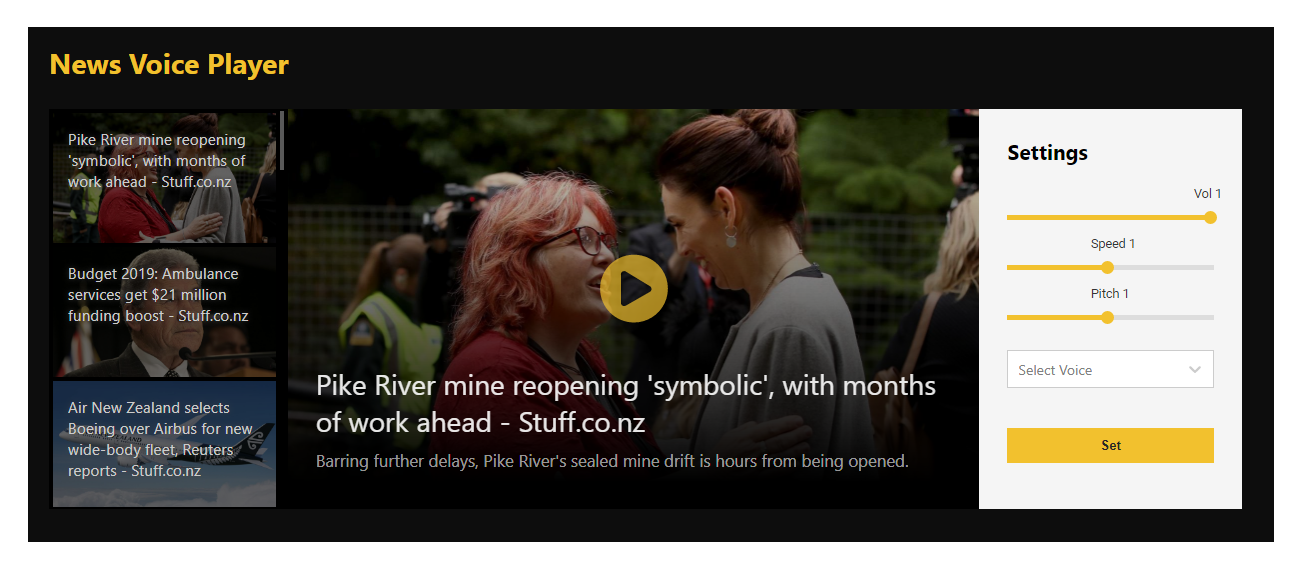 News Voice Player
Pike River mine reopening
'symbolic', with months of
work ahead - Stuff.co.nz
Budget 2019: Ambulance
services get $21 million
funding boost - Stuff.co.nz
Air New Zealand selects
Boeing over Airbus for new
wide-body fleet, Reuters
reports - Stuff.co.nz
Pike River mine reopening 'symbolic', with months
of work ahead - Stuff.co.nz
Barring further delays, Pike River's sealed mine drift is hours from being opened.
Settings
Vol 1
Speed 1
Pitch 1
Select Voice
Set